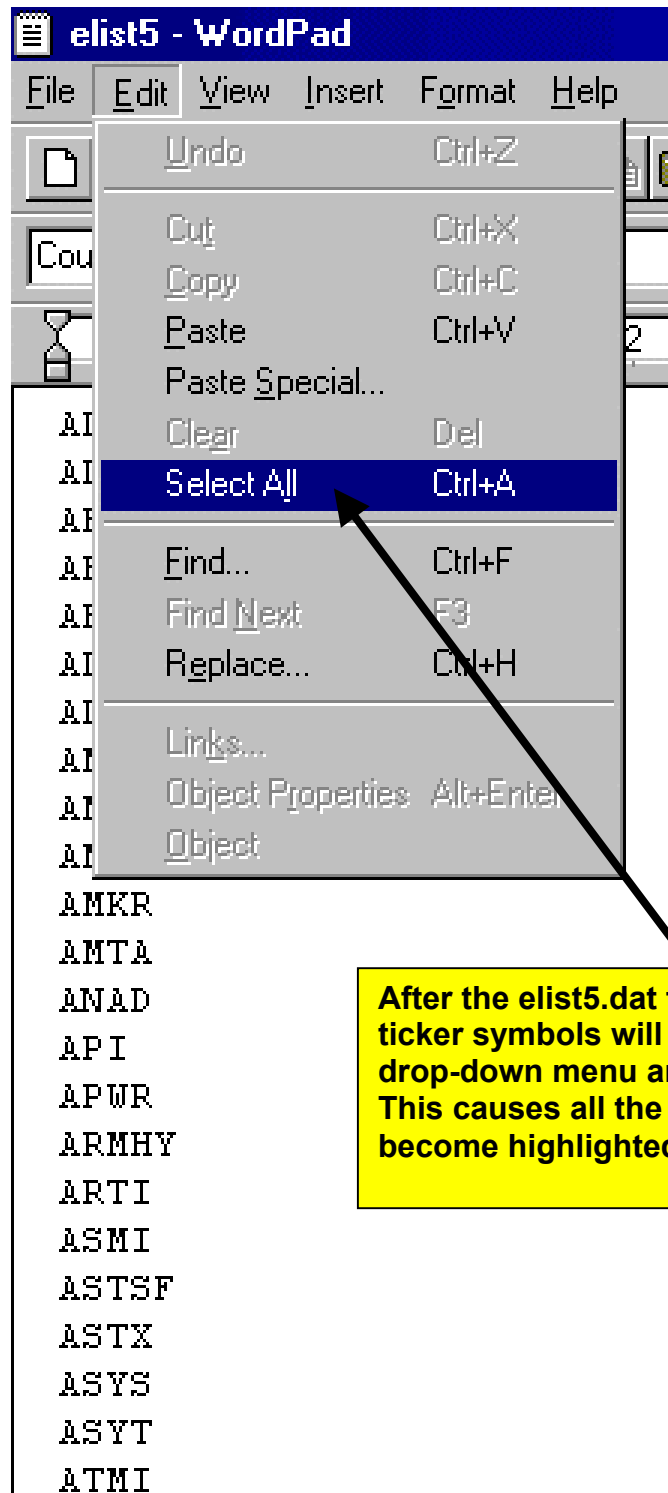 elist5 - WordPad
File Edit View Insert Format Help
Undo Ctrl+Z
Cut Ctrl+X
Cou
Copy Ctrl+C
Paste Ctrl+V
2
Paste Special...
Clear Del
Select All Ctrl+A
Find... Ctrl+F
Find Next F3
Replace... Ctrl+H
Links...
Object Properties Alt+Enter
Object
AMKR
AMTA
ANAD
API
APWR
ARMHY
ARTI
ASMI
ASTSF
ASTX
ASYS
ASYT
ATMI
After the elist5.dat
ticker symbols will
drop-down menu
This causes all the
become